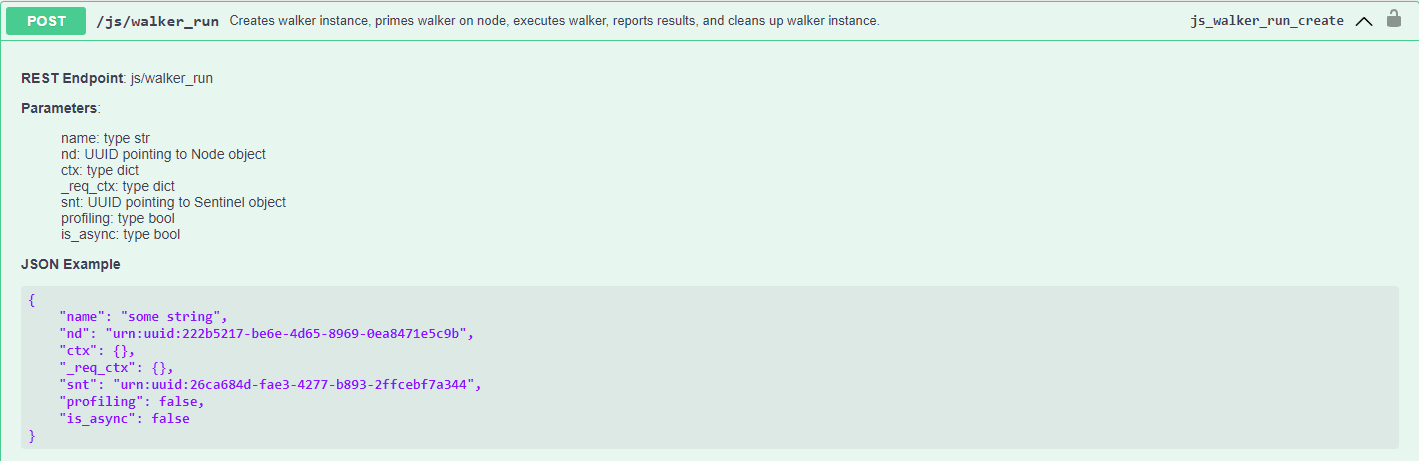 POST /js/walker_run Creates walker instance, primes walker on node, executes walker, reports results, and cleans up walker instance. js_walker_run_create
REST Endpoint: js/walker_run
Parameters:
name: type str
nd: UUID pointing to Node object
ctx: type dict
_req_ctx: type dict
snt: UUID pointing to Sentinel object
profiling: type bool
is_async: type bool
JSON Example
{
    "name": "some string",
    "nd": "urn:uuid:222b5217-be6e-4d65-8969-0ea8471e5c9b",
    "ctx": {},
    "_req_ctx": {},
    "snt": "urn:uuid:26ca684d-fae3-4277-b893-2ffcebf7a344",
    "profiling": false,
    "is_async": false
}